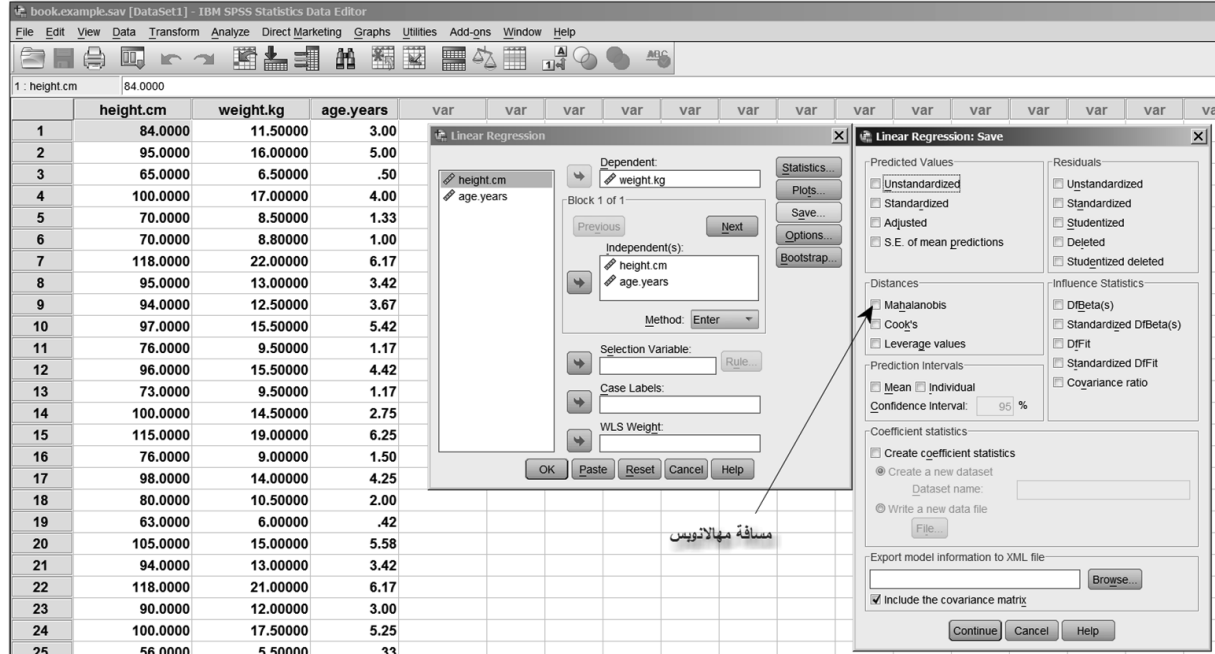 book.example.sav [DataSet1] - IBM SPSS Statistics Data Editor
File Edit View Data Transform Analyze Direct Marketing Graphs Utilities Add-ons Window Help
1 : height.cm 84.0000
height.cm weight.kg age.years var var var var var var var var var var var var var va
1 84.0000 11.50000 3.00
2 95.0000 16.00000 5.00
3 65.0000 6.50000 .50
4 100.0000 17.00000 4.00
5 70.0000 8.50000 1.33
6 70.0000 8.80000 1.00
7 118.0000 22.00000 6.17
8 95.0000 13.00000 3.42
9 94.0000 12.50000 3.67
10 97.0000 15.50000 5.42
11 76.0000 9.50000 1.17
12 96.0000 15.50000 4.42
13 73.0000 9.50000 1.17
14 100.0000 14.50000 2.75
15 115.0000 19.00000 6.25
16 76.0000 9.00000 1.50
17 98.0000 14.00000 4.25
18 80.0000 10.50000 2.00
19 63.0000 6.00000 .42
20 105.0000 15.00000 5.58
21 94.0000 13.00000 3.42
22 118.0000 21.00000 6.17
23 90.0000 12.00000 3.00
24 100.0000 17.50000 5.25
25 56.0000 5.50000 .33
Linear Regression
height.cm
age.years
Dependent:
weight.kg
Block 1 of 1
Previous Next
Independent(s):
height.cm
age.years
Method: Enter
Selection Variable:
Rule...
Case Labels:
WLS Weight:
Statistics...
Plots...
Save...
Options...
Bootstrap...
OK Paste Reset Cancel Help
مسافة مهالانوبس
Linear Regression: Save
Predicted Values
Unstandardized
Standardized
Adjusted
S.E. of mean predictions
Residuals
Unstandardized
Standardized
Studentized
Deleted
Studentized deleted
Distances
Mahalanobis
Cook's
Leverage values
Influence Statistics
DfBeta(s)
Standardized DfBeta(s)
DfFit
Standardized DfFit
Covariance ratio
Prediction Intervals
Mean Individual
Confidence Interval: 95 %
Coefficient statistics
Create coefficient statistics
Create a new dataset
Dataset name:
Write a new data file
File...
Export model information to XML file
Browse...
Include the covariance matrix
Continue Cancel Help